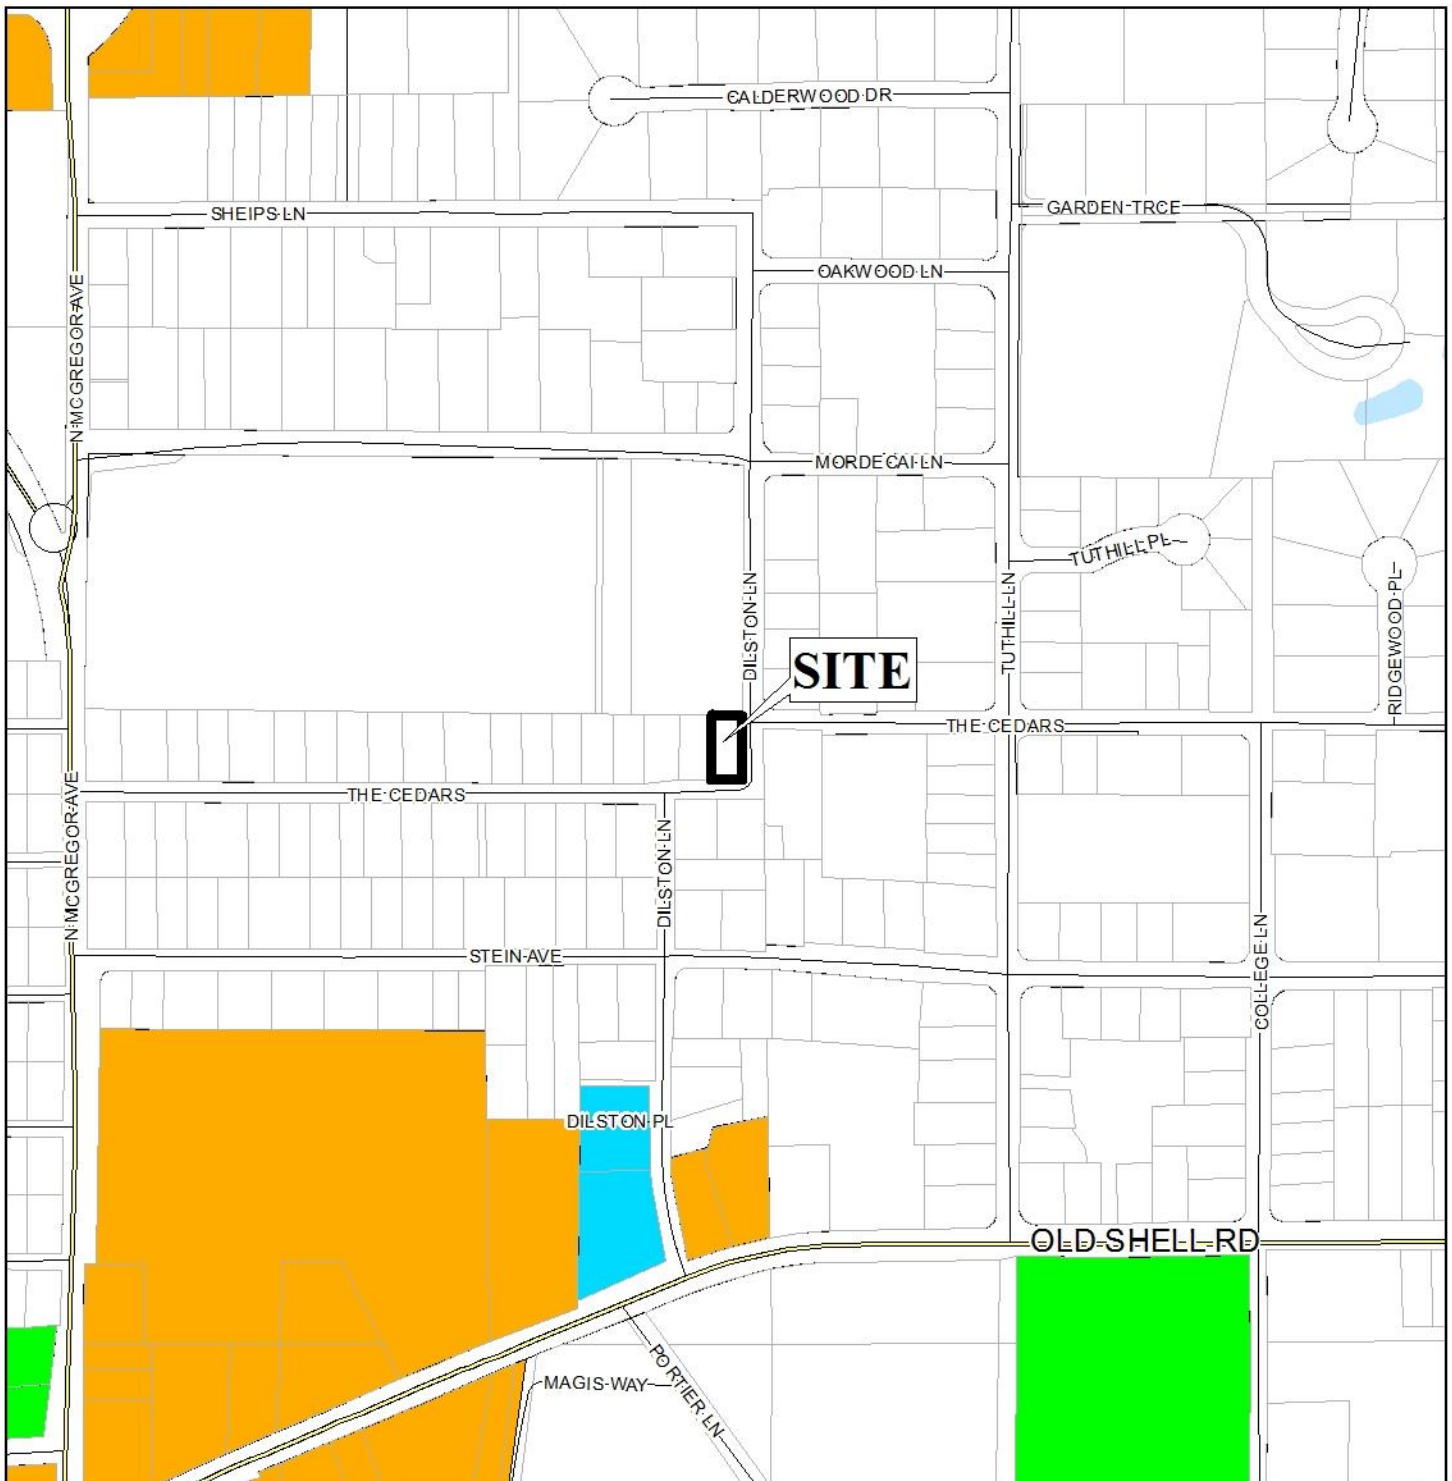 CALDERWOOD DR
SHEIPS LN
GARDEN TRCE
OAKWOOD LN
N MCGREGOR AVE
MORDECAI LN
TUTHILL PL
DILSTON LN
TUTHILL LN
RIDGEWOOD PL
SITE
THE CEDARS
THE CEDARS
N MCGREGOR AVE
DILSTON LN
STEIN AVE
COLLEGE LN
DILSTON PL
OLD SHELL RD
PORTIER LN
MAGIS WAY